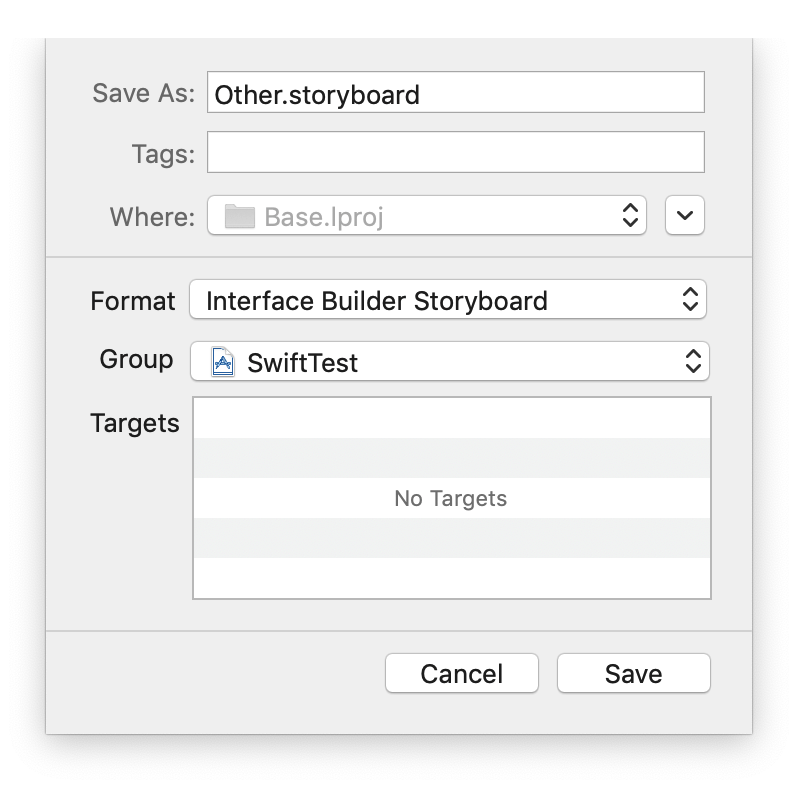 Save As: Other.storyboard
Tags:
Where: Base.lproj
Format Interface Builder Storyboard
Group SwiftTest
Targets
No Targets
Cancel Save